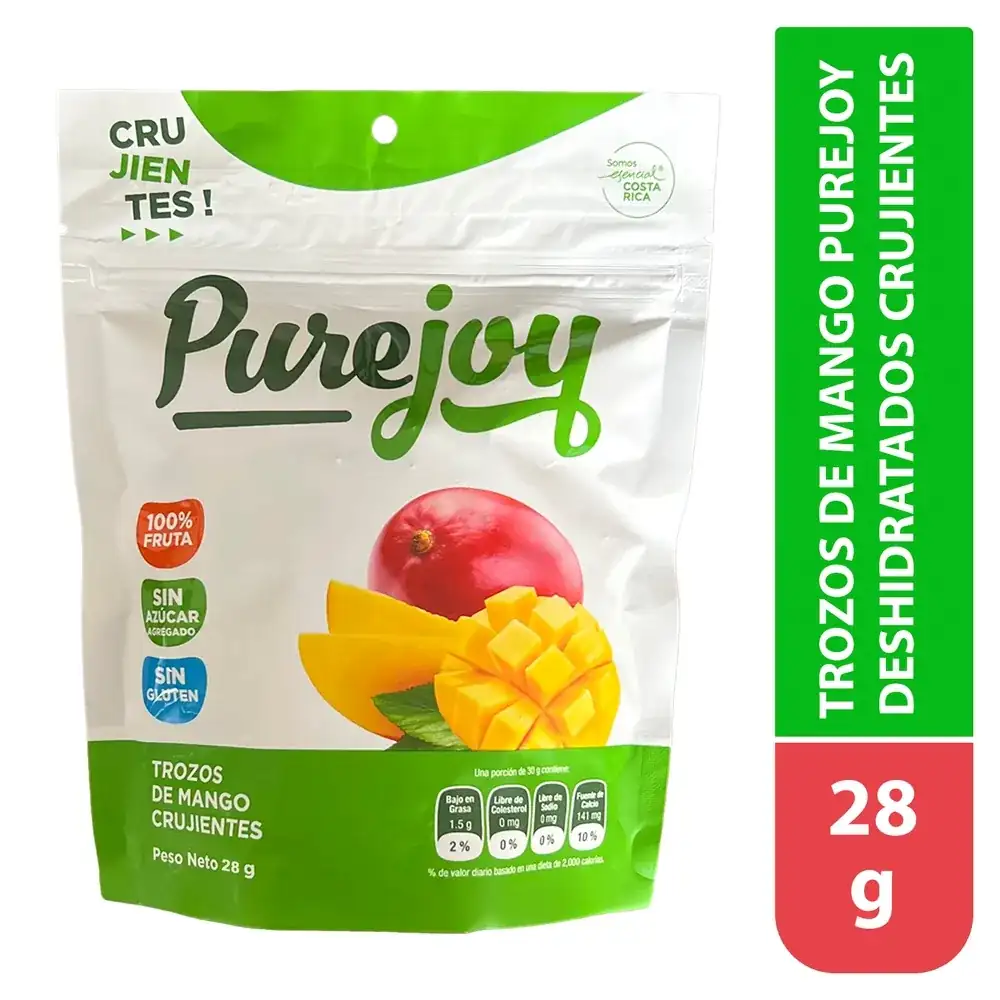 CRU
JIEN
TES !
Somos
esencial®
COSTA
RICA
Purejoy
100%
FRUTA
SIN
AZÚCAR
AGREGADO
SIN
GLUTEN
TROZOS
DE MANGO
CRUJIENTES
Peso Neto 28 g
Una porción de 30 g contiene:
Bajo en
Grasa
1.5 g
2 %
Libre de
Colesterol
0 mg
0%
Libre de
Sodio
0 mg
0%
Fuente de
Calcio
141 mg
10%
% de valor diario basado en una dieta de 2,000 calorías.
TROZOS DE MANGO PUREJOY
DESHIDRATADOS CRUJIENTES
28
g